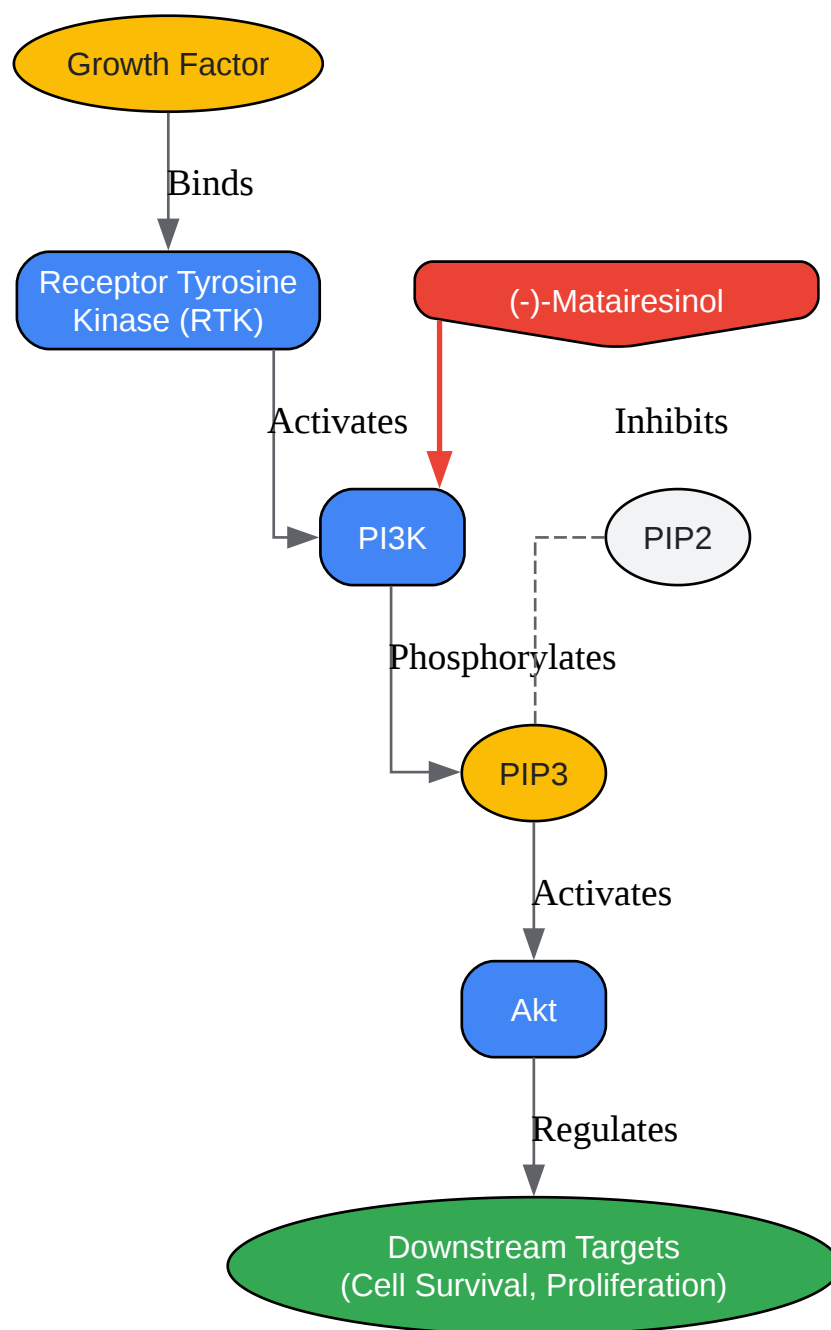 Growth Factor
Binds
Receptor Tyrosine
Kinase (RTK)
(-)-Matairesinol
Activates
Inhibits
PI3K
PIP2
Phosphorylates
PIP3
Activates
Akt
Regulates
Downstream Targets
(Cell Survival, Proliferation)